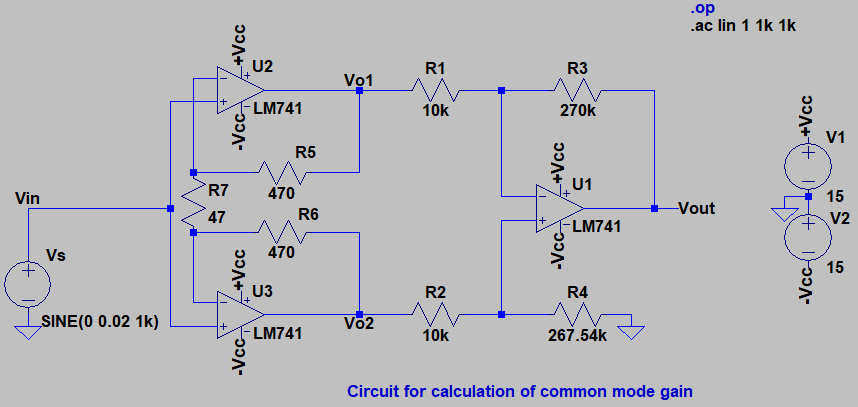 .op
.ac lin 1 1k 1k
+Vcc
U2
LM741
-Vcc
Vo1
R1
10k
R3
270k
+Vcc
V1
15
V2
15
-Vcc
R5
470
R7
47
R6
470
Vin
Vs
SINE(0 0.02 1k)
+Vcc
U1
LM741
-Vcc
Vout
+Vcc
U3
LM741
-Vcc
Vo2
R2
10k
R4
267.54k
Circuit for calculation of common mode gain